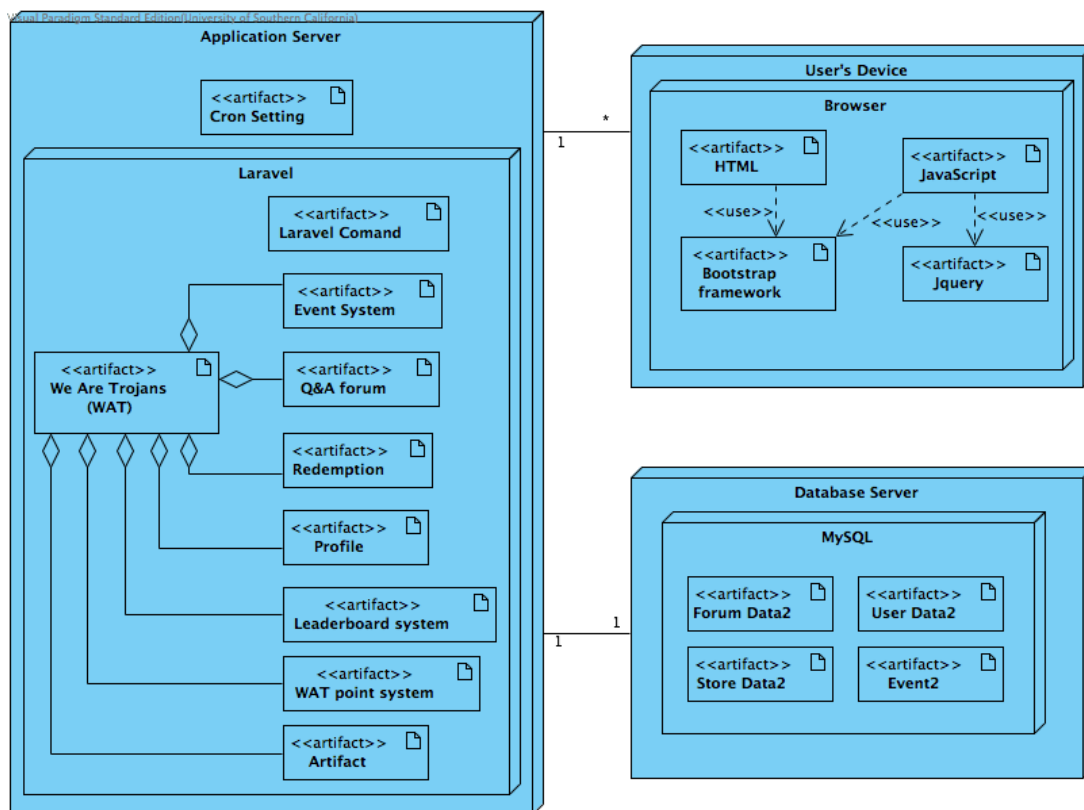 Visual Paradigm Standard Edition(University of Southern California)
Application Server
<<artifact>>
Cron Setting
Laravel
<<artifact>>
Laravel Comand
<<artifact>>
Event System
<<artifact>>
We Are Trojans
(WAT)
<<artifact>>
Q&A forum
<<artifact>>
Redemption
<<artifact>>
Profile
<<artifact>>
Leaderboard system
<<artifact>>
WAT point system
<<artifact>>
Artifact
*
1
User's Device
Browser
<<artifact>>
HTML
<<artifact>>
JavaScript
<<use>>
<<use>>
<<use>>
<<artifact>>
Bootstrap
framework
<<artifact>>
Jquery
1
1
Database Server
MySQL
<<artifact>>
Forum Data2
<<artifact>>
User Data2
<<artifact>>
Store Data2
<<artifact>>
Event2